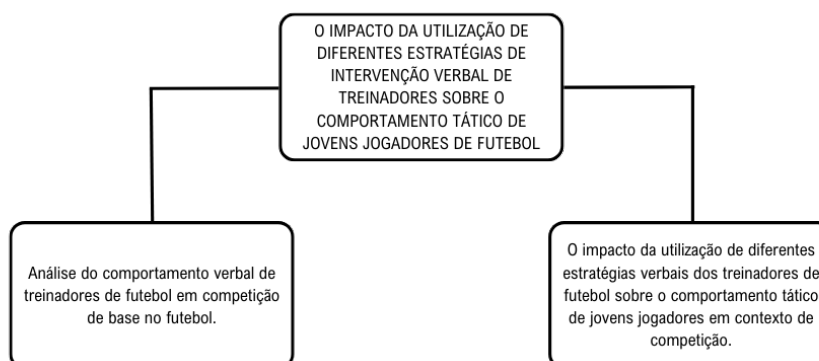 O IMPACTO DA UTILIZAÇÃO DE
DIFERENTES ESTRATÉGIAS DE
INTERVENÇÃO VERBAL DE
TREINADORES SOBRE O
COMPORTAMENTO TÁTICO DE
JOVENS JOGADORES DE FUTEBOL
Análise do comportamento verbal de
treinadores de futebol em competição
de base no futebol.
O impacto da utilização de diferentes
estratégias verbais dos treinadores de
futebol sobre o comportamento tático
de jovens jogadores em contexto de
competição.